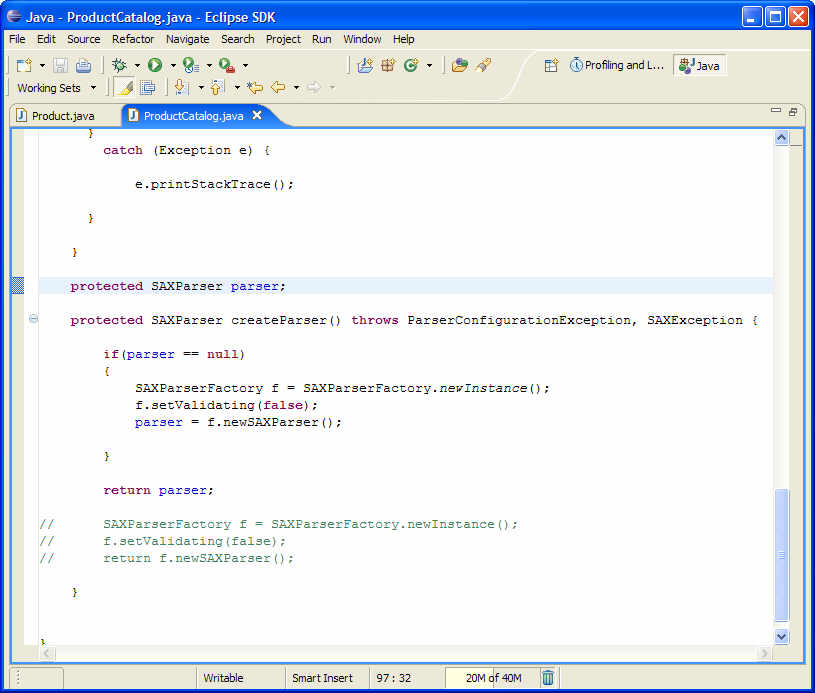 Java - ProductCatalog.java - Eclipse SDK
File Edit Source Refactor Navigate Search Project Run Window Help
Profiling and L... Java
Working Sets
Product.java ProductCatalog.java
}
catch (Exception e) {
e.printStackTrace();
}
}
protected SAXParser parser;
protected SAXParser createParser() throws ParserConfigurationException, SAXException {
if(parser == null)
{
SAXParserFactory f = SAXParserFactory.newInstance();
f.setValidating(false);
parser = f.newSAXParser();
}
return parser;
// SAXParserFactory f = SAXParserFactory.newInstance();
// f.setValidating(false);
// return f.newSAXParser();
}
}
Writable Smart Insert 97 : 32 20M of 40M